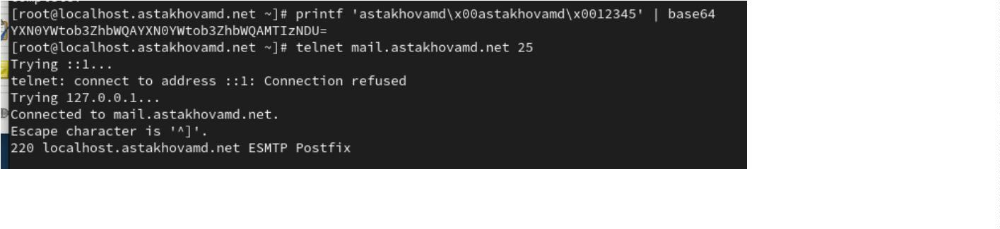 [root@localhost.astakhovamd.net ~]# printf 'astakhovamd\x00astakhovamd\x0012345' | base64
YXN0YWtob3ZhbWQAYXN0YWtob3ZhbWQAMTIzNDU=
[root@localhost.astakhovamd.net ~]# telnet mail.astakhovamd.net 25
Trying ::1...
telnet: connect to address ::1: Connection refused
Trying 127.0.0.1...
Connected to mail.astakhovamd.net.
Escape character is '^]'.
220 localhost.astakhovamd.net ESMTP Postfix